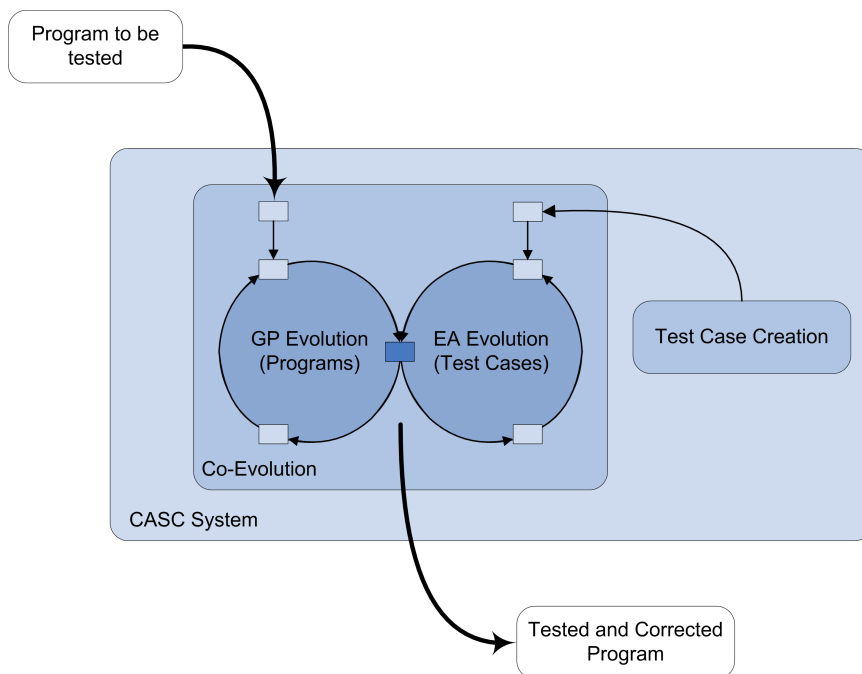 Program to be
tested
GP Evolution
(Programs)
EA Evolution
(Test Cases)
Test Case Creation
Co-Evolution
CASC System
Tested and Corrected
Program